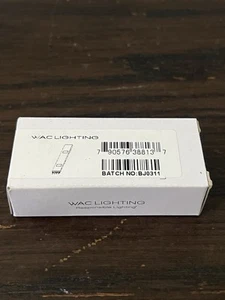 WAC LIGHTING
7 90576 38813 7
BATCH NO:BJ0311
WAC LIGHTING
Responsible Lighting®